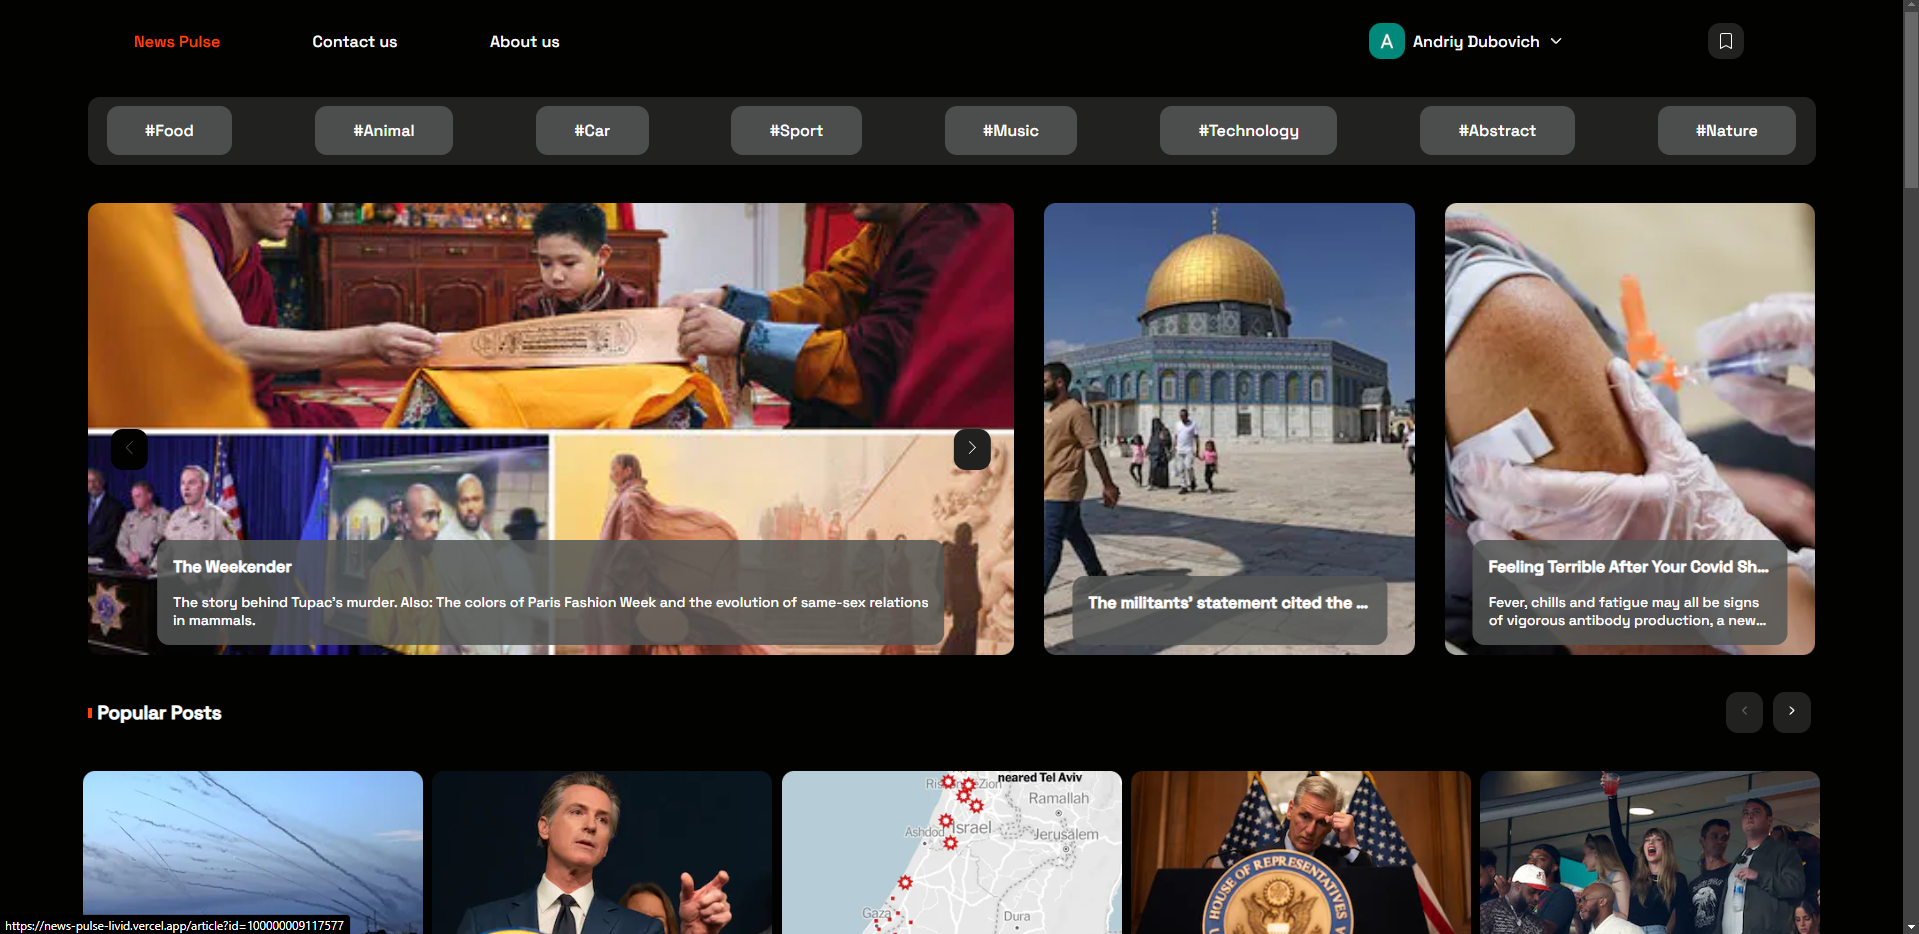 News Pulse
Contact us
About us
A
Andriy Dubovich
#Food
#Animal
#Car
#Sport
#Music
#Technology
#Abstract
#Nature
The Weekender
The story behind Tupac's murder. Also: The colors of Paris Fashion Week and the evolution of same-sex relations
in mammals.
The militants' statement cited the ...
Feeling Terrible After Your Covid Sh...
Fever, chills and fatigue may all be signs
of vigorous antibody production, a new...
Popular Posts
neared Tel Aviv
Ramallah
Ashdod
Israel
Jerusalem
Gaza
Dura
HOUSE OF REPRESENTATIVES
https://news-pulse-livid.vercel.app/article?id=100000009117577